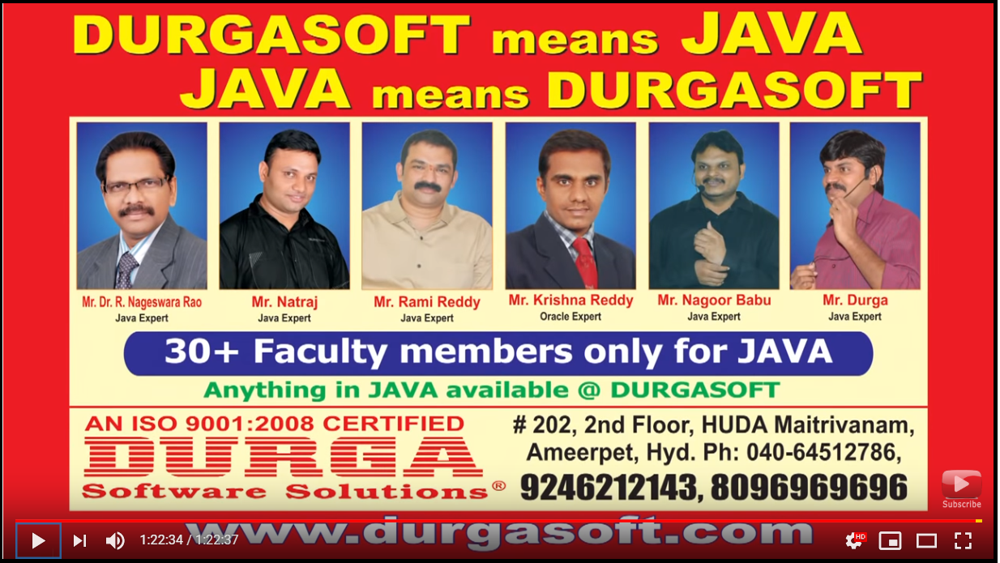 DURGASOFT means JAVA
JAVA means DURGASOFT
Mr. Dr. R. Nageswara Rao
Java Expert
Mr. Natraj
Java Expert
Mr. Rami Reddy
Java Expert
Mr. Krishna Reddy
Oracle Expert
Mr. Nagoor Babu
Java Expert
Mr. Durga
Java Expert
30+ Faculty members only for JAVA
Anything in JAVA available @ DURGASOFT
AN ISO 9001:2008 CERTIFIED
DURGA
Software Solutions®
# 202, 2nd Floor, HUDA Maitrivanam,
Ameerpet, Hyd. Ph: 040-64512786,
9246212143, 8096969696
Subscribe
www.durgasoft.com
1:22:34 / 1:22:37
HD